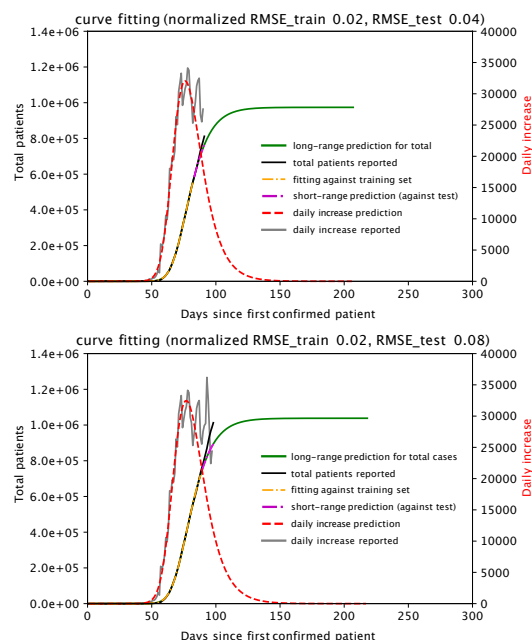 curve fitting (normalized RMSE_train 0.02, RMSE_test 0.04)
1.4e+06
1.2e+06
1.0e+06
8.0e+05
6.0e+05
4.0e+05
2.0e+05
0.0e+00
Total patients
40000
35000
30000
25000
20000
15000
10000
5000
0
Daily increase
long-range prediction for total
total patients reported
fitting against training set
short-range prediction (against test)
daily increase prediction
daily increase reported
0 50 100 150 200 250 300
Days since first confirmed patient
curve fitting (normalized RMSE_train 0.02, RMSE_test 0.08)
1.4e+06
1.2e+06
1.0e+06
8.0e+05
6.0e+05
4.0e+05
2.0e+05
0.0e+00
Total patients
40000
35000
30000
25000
20000
15000
10000
5000
0
Daily increase
long-range prediction for total cases
total patients reported
fitting against training set
short-range prediction (against test)
daily increase prediction
daily increase reported
0 50 100 150 200 250 300
Days since first confirmed patient